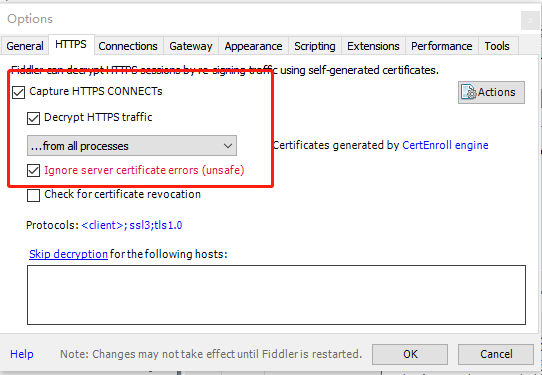 Options
General HTTPS Connections Gateway Appearance Scripting Extensions Performance Tools
Fiddler can decrypt HTTPS sessions by re-signing traffic using self-generated certificates.
Capture HTTPS CONNECTs
Actions
Decrypt HTTPS traffic
...from all processes
Certificates generated by CertEnroll engine
Ignore server certificate errors (unsafe)
Check for certificate revocation
Protocols: <client>;ssl3;tls1.0
Skip decryption for the following hosts:
Help Note: Changes may not take effect until Fiddler is restarted. OK Cancel